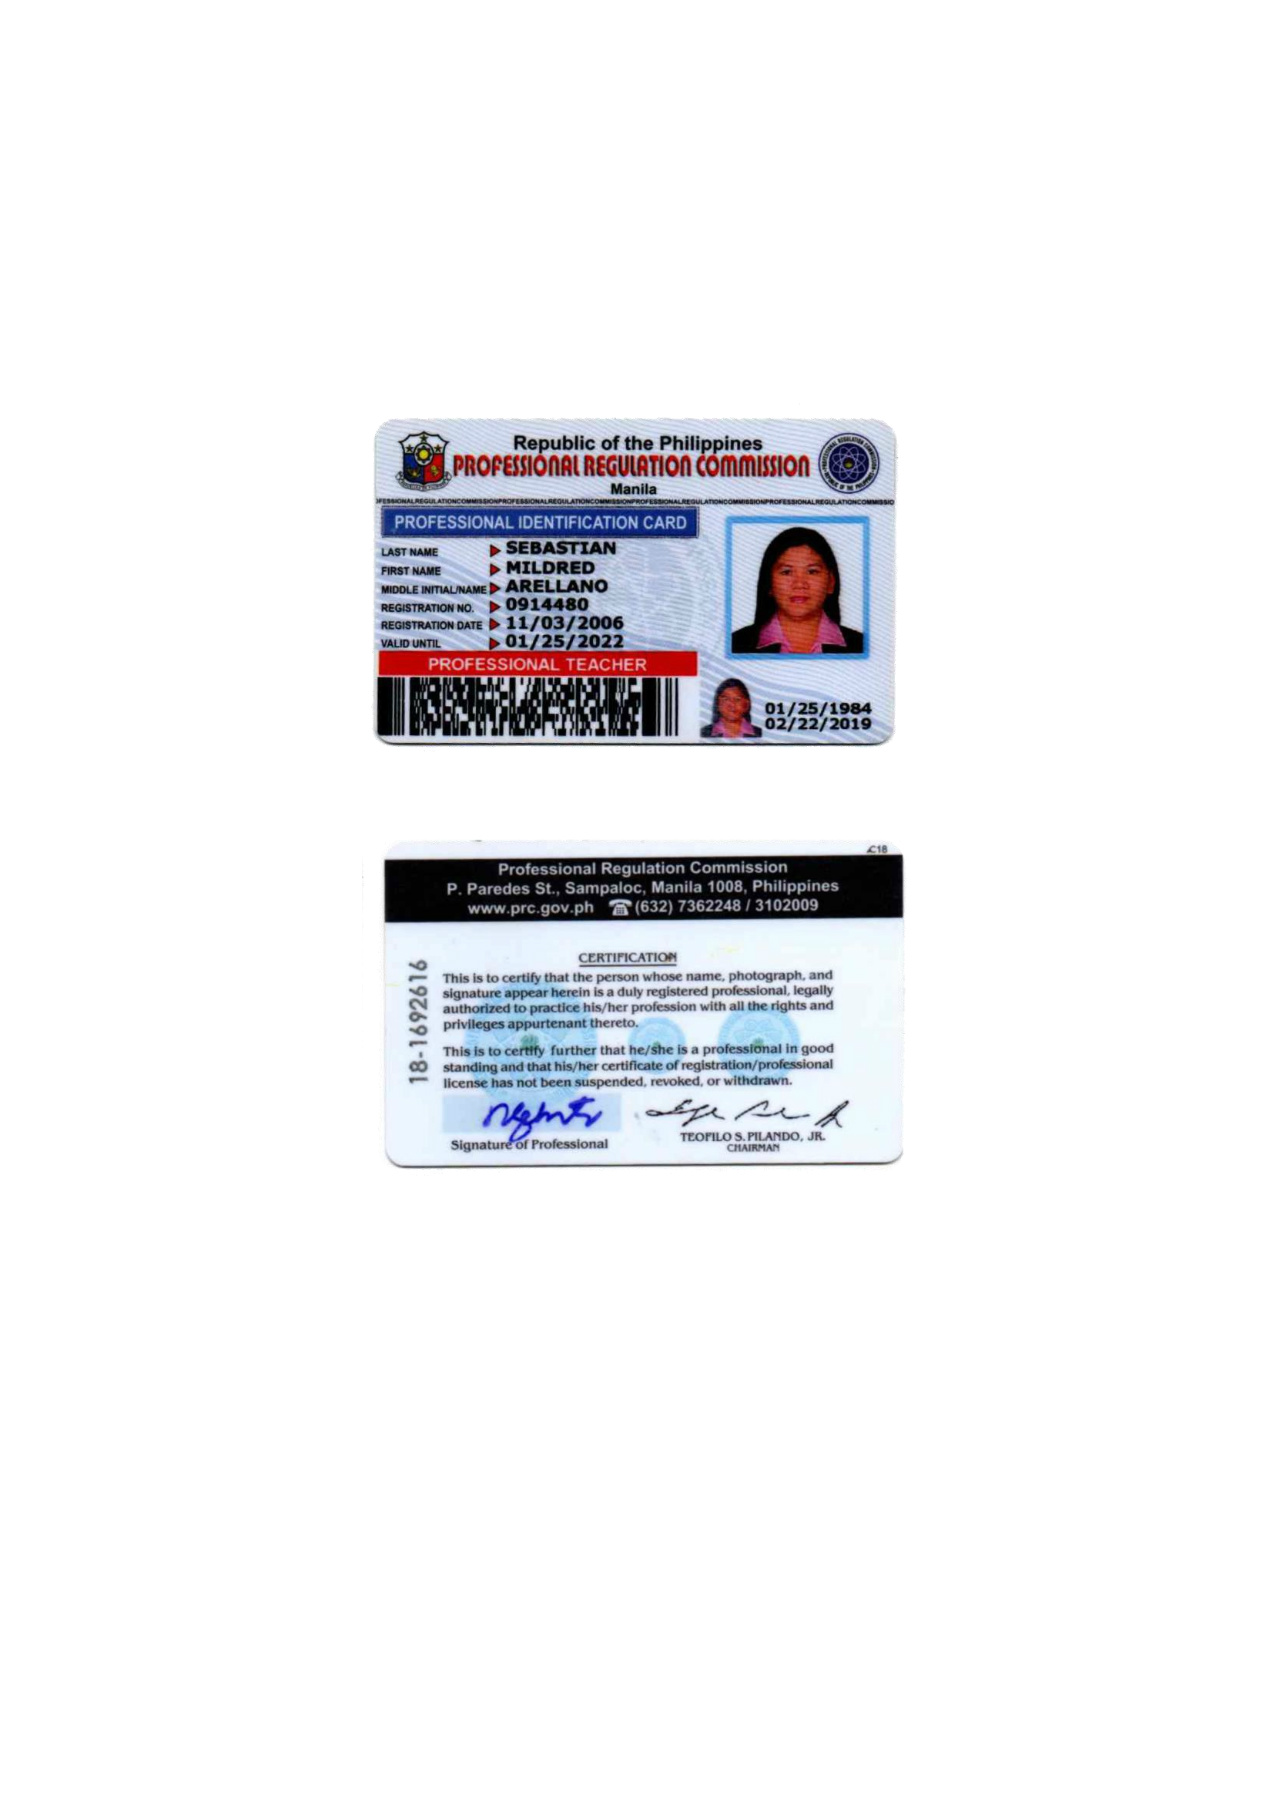 Republic of the Philippines
PROFESSIONAL REGULATION COMMISSION
Manila
PROFESSIONAL IDENTIFICATION CARD
LAST NAME SEBASTIAN
FIRST NAME MILDRED
MIDDLE INITIAL/NAME ARELLANO
REGISTRATION NO. 0914480
REGISTRATION DATE 11/03/2006
VALID UNTIL 01/25/2022
PROFESSIONAL TEACHER
01/25/1984
02/22/2019
C18
Professional Regulation Commission
P. Paredes St., Sampaloc, Manila 1008, Philippines
www.prc.gov.ph (632) 7362248 / 3102009
18-1692616
CERTIFICATION
This is to certify that the person whose name, photograph, and
signature appear herein is a duly registered professional, legally
authorized to practice his/her profession with all the rights and
privileges appurtenant thereto.
This is to certify further that he/she is a professional in good
standing and that his/her certificate of registration/professional
license has not been suspended, revoked, or withdrawn.
Signature of Professional
TEOFILO S. PILANDO, JR.
CHAIRMAN